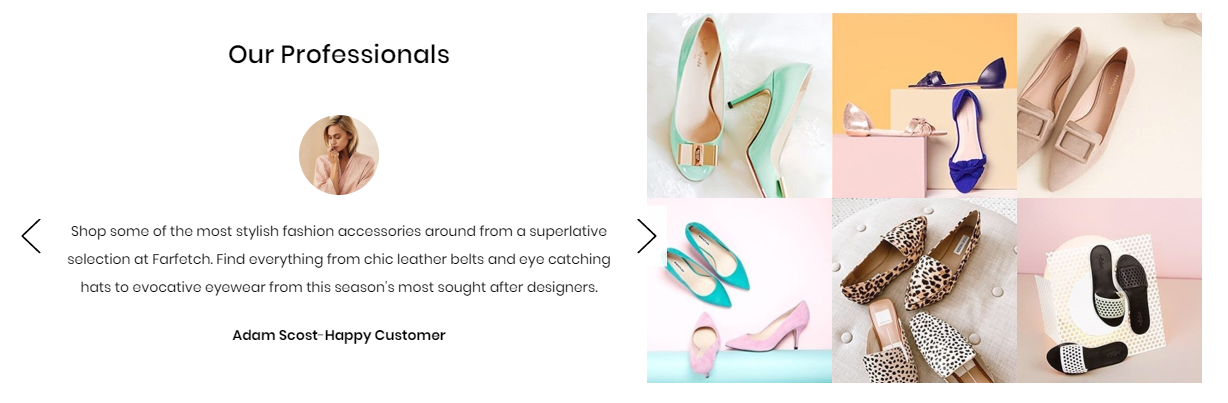 Our Professionals
Shop some of the most stylish fashion accessories around from a superlative
selection at Farfetch. Find everything from chic leather belts and eye catching
hats to evocative eyewear from this season's most sought after designers.
Adam Scost-Happy Customer